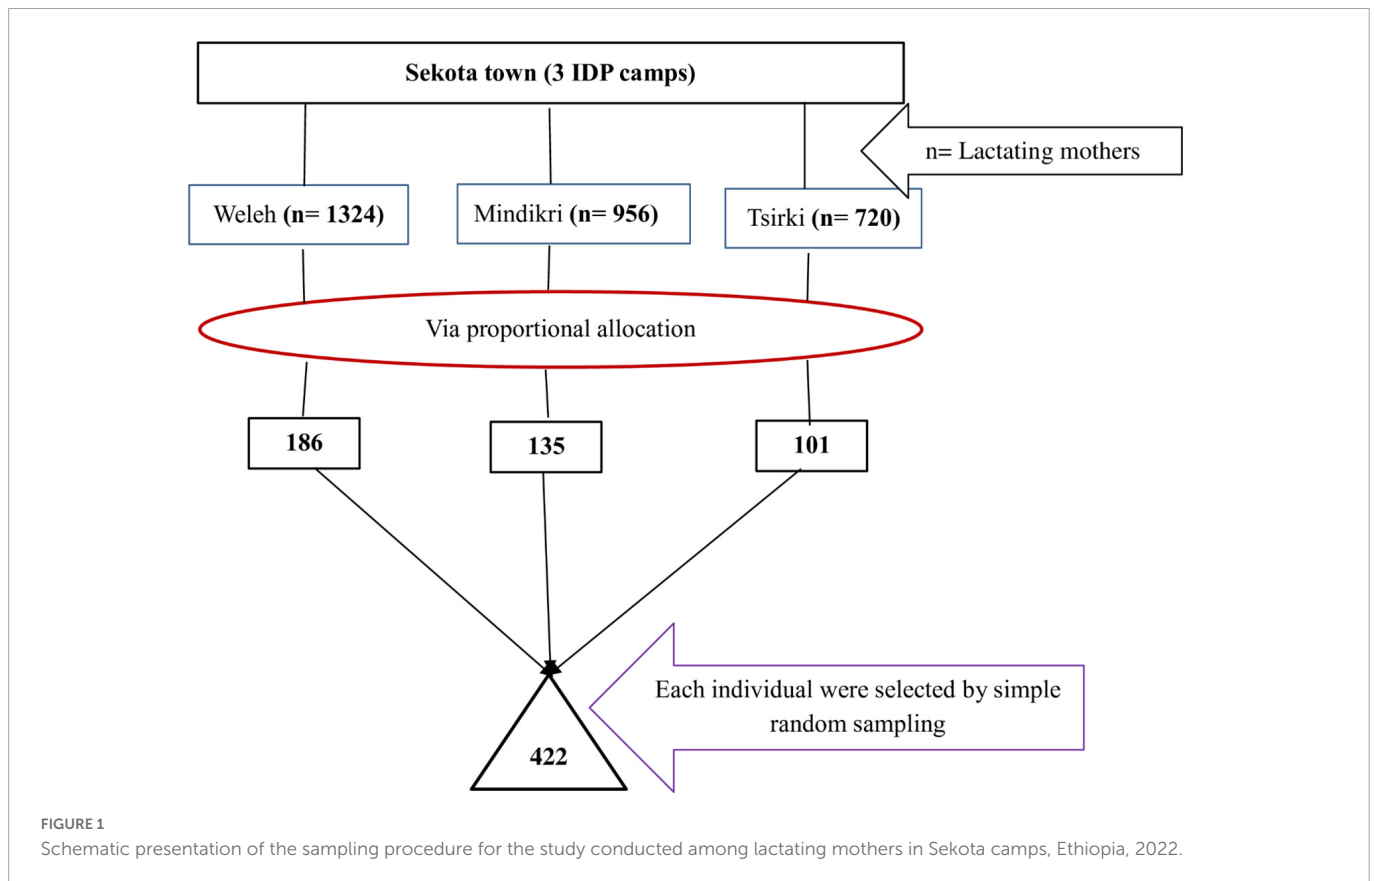 Sekota town (3 IDP camps)
n= Lactating mothers
Weleh (n= 1324)
Mindikri (n= 956)
Tsirki (n= 720)
Via proportional allocation
186
135
101
Each individual were selected by simple
random sampling
422
FIGURE 1
Schematic presentation of the sampling procedure for the study conducted among lactating mothers in Sekota camps, Ethiopia, 2022.